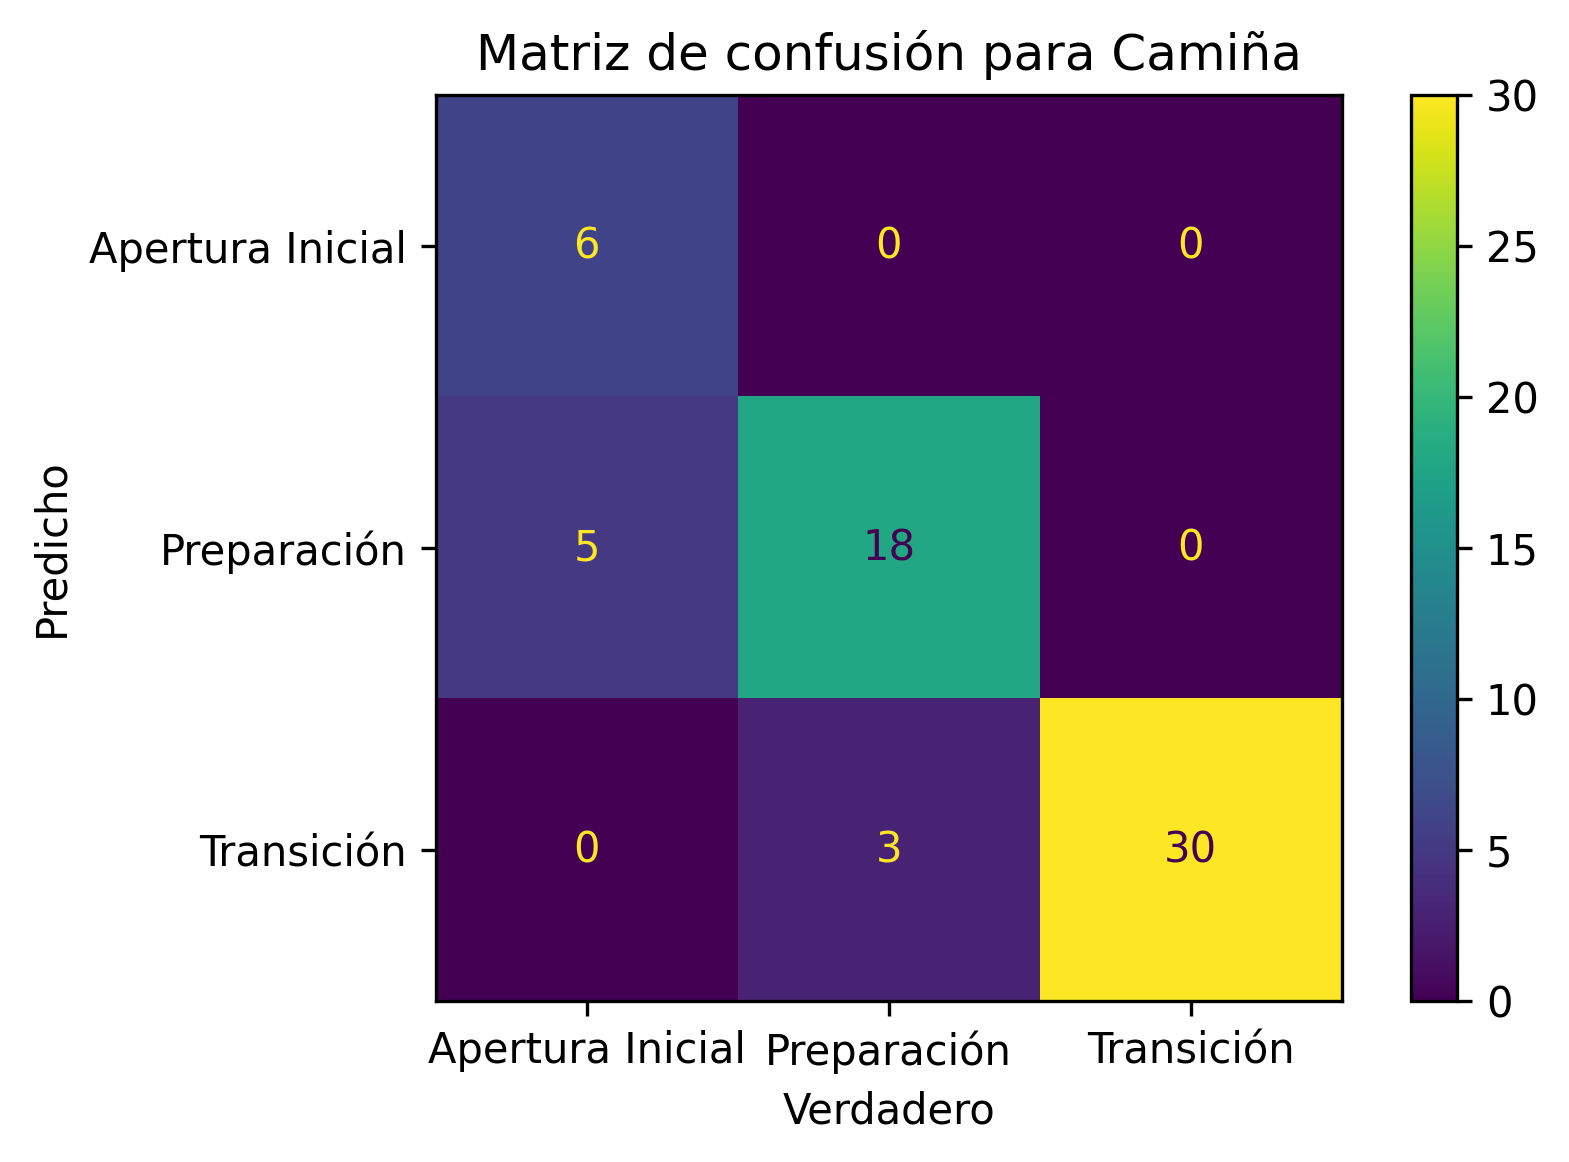 Matriz de confusión para Camiña
Predicho
Apertura Inicial
6 0 0
Preparación
5 18 0
Transición
0 3 30
Apertura Inicial Preparación Transición
Verdadero
30
25
20
15
10
5
0